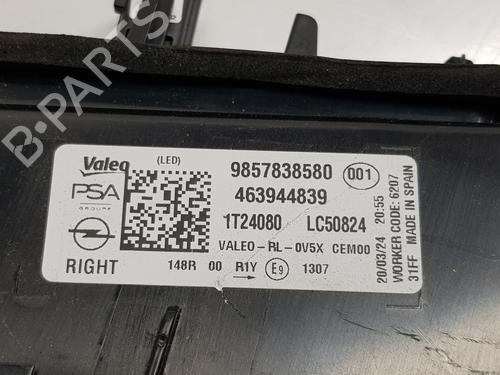 Valeo
(LED)
9857838580
001
463944839
PSA
GROUPE
1T24080 LC50824
VALEO-RL-0V5X CEM00
RIGHT
148R 00 R1Y E9 1307
20/03/24 20:55
WORKER CODE: 6207
31FF MADE IN SPAIN
B-PARTS